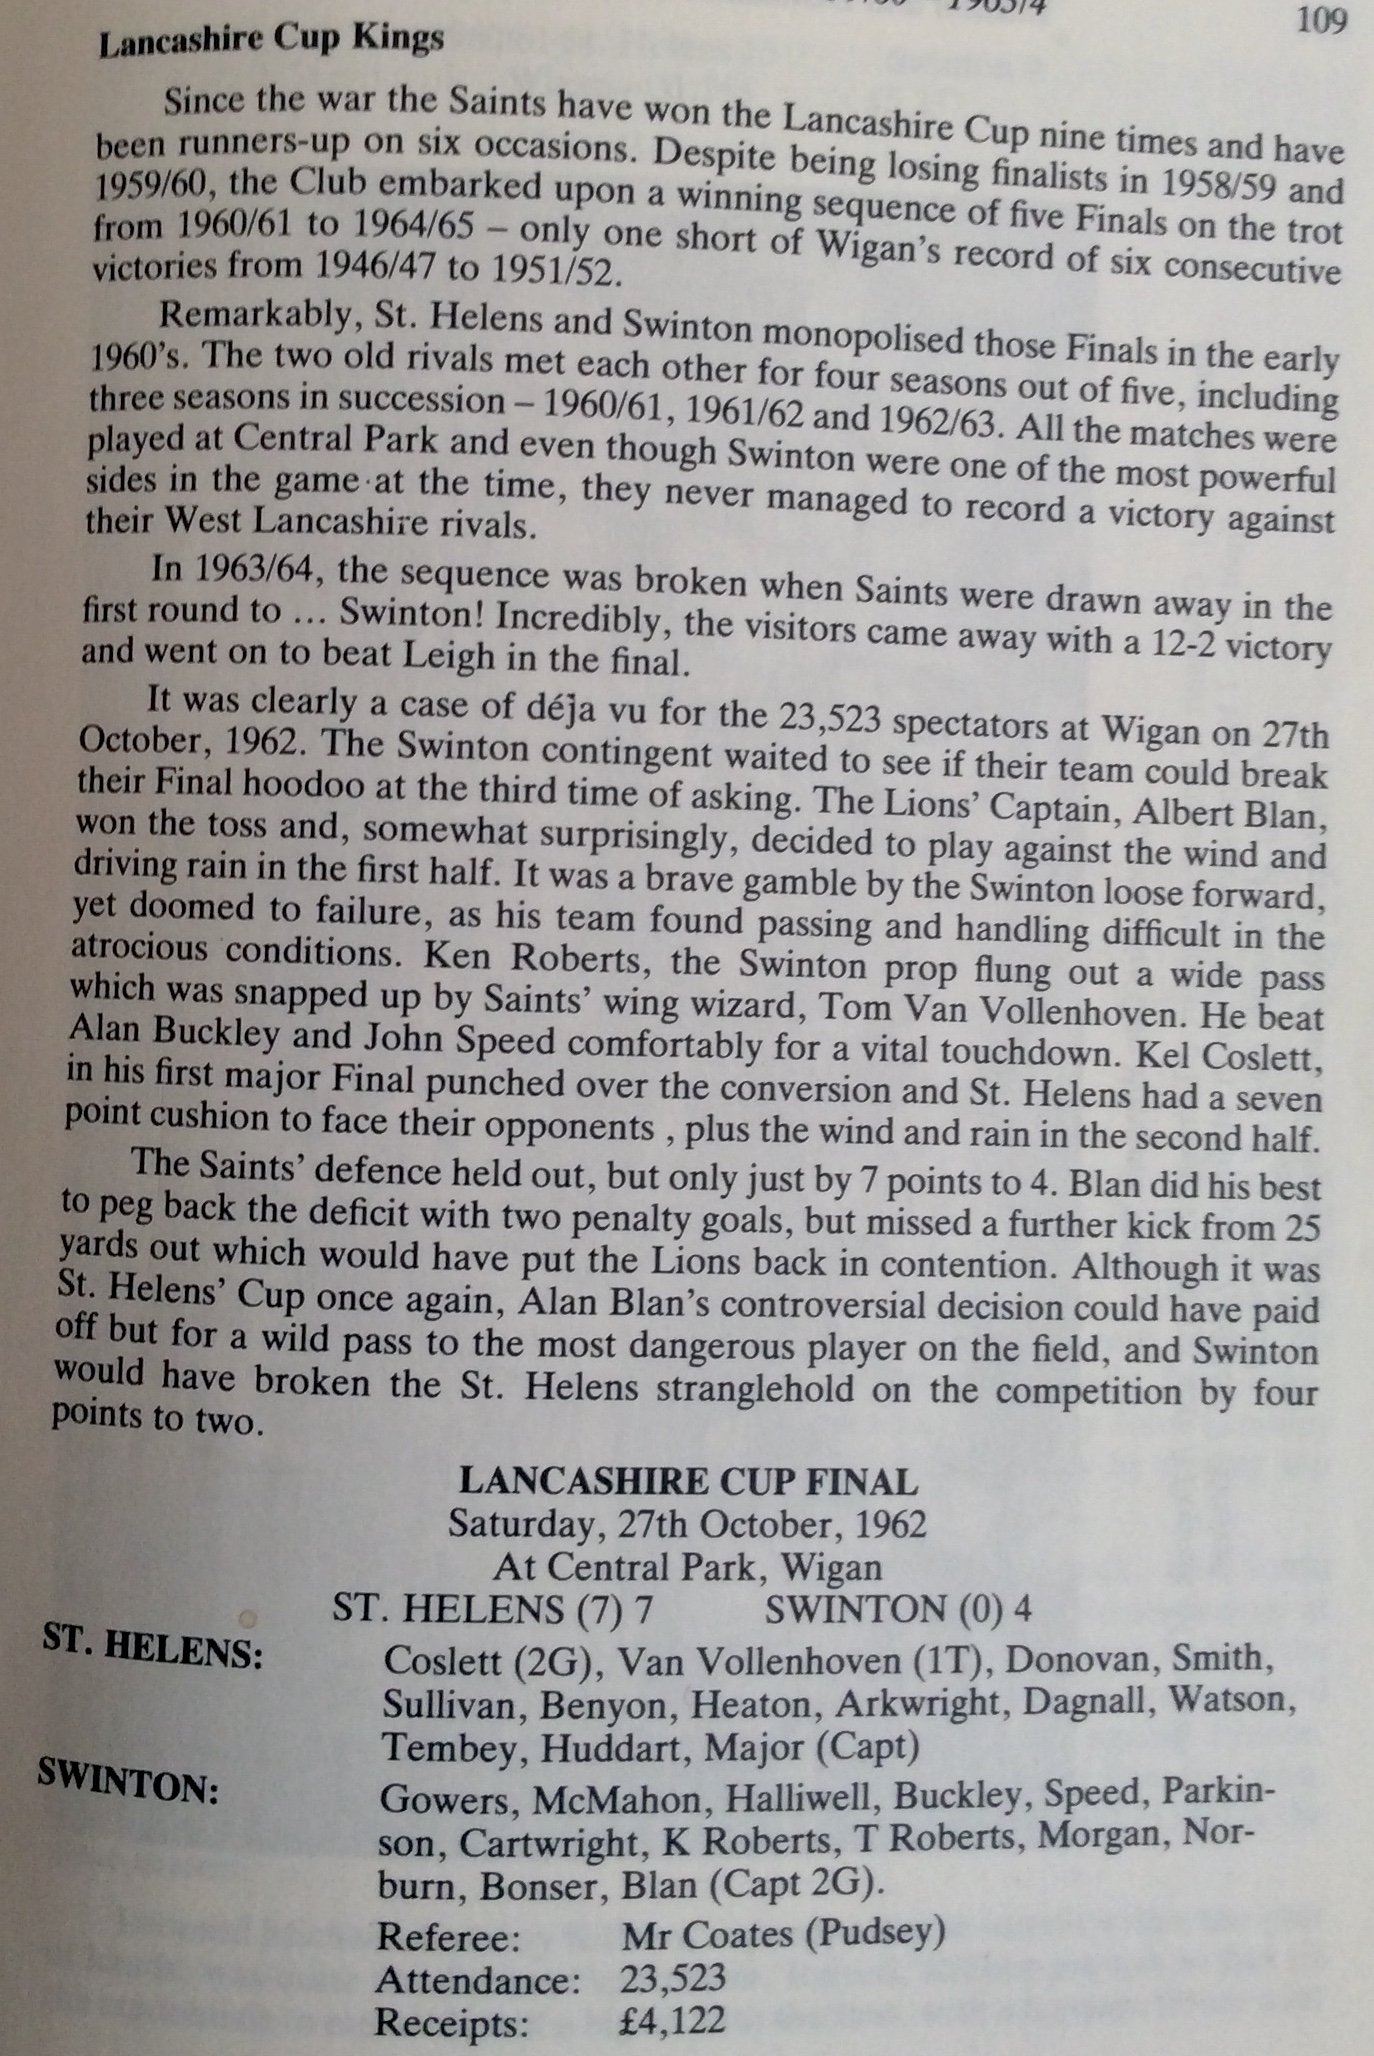 109
Lancashire Cup Kings
Since the war the Saints have won the Lancashire Cup nine times and have
been runners-up on six occasions. Despite being losing finalists in 1958/59 and
1959/60, the Club embarked upon a winning sequence of five Finals on the trot
from 1960/61 to 1964/65 – only one short of Wigan's record of six consecutive
victories from 1946/47 to 1951/52.
Remarkably, St. Helens and Swinton monopolised those Finals in the early
1960's. The two old rivals met each other for four seasons out of five, including
three seasons in succession – 1960/61, 1961/62 and 1962/63. All the matches were
played at Central Park and even though Swinton were one of the most powerful
sides in the game at the time, they never managed to record a victory against
their West Lancashire rivals.
In 1963/64, the sequence was broken when Saints were drawn away in the
first round to ... Swinton! Incredibly, the visitors came away with a 12-2 victory
and went on to beat Leigh in the final.
It was clearly a case of déja vu for the 23,523 spectators at Wigan on 27th
October, 1962. The Swinton contingent waited to see if their team could break
their Final hoodoo at the third time of asking. The Lions' Captain, Albert Blan,
won the toss and, somewhat surprisingly, decided to play against the wind and
driving rain in the first half. It was a brave gamble by the Swinton loose forward,
yet doomed to failure, as his team found passing and handling difficult in the
atrocious conditions. Ken Roberts, the Swinton prop flung out a wide pass
which was snapped up by Saints' wing wizard, Tom Van Vollenhoven. He beat
Alan Buckley and John Speed comfortably for a vital touchdown. Kel Coslett,
in his first major Final punched over the conversion and St. Helens had a seven
point cushion to face their opponents , plus the wind and rain in the second half.
The Saints' defence held out, but only just by 7 points to 4. Blan did his best
to peg back the deficit with two penalty goals, but missed a further kick from 25
yards out which would have put the Lions back in contention. Although it was
St. Helens' Cup once again, Alan Blan's controversial decision could have paid
off but for a wild pass to the most dangerous player on the field, and Swinton
would have broken the St. Helens stranglehold on the competition by four
points to two.
LANCASHIRE CUP FINAL
Saturday, 27th October, 1962
At Central Park, Wigan
ST. HELENS (7) 7 SWINTON (0) 4
ST. HELENS: Coslett (2G), Van Vollenhoven (1T), Donovan, Smith,
Sullivan, Benyon, Heaton, Arkwright, Dagnall, Watson,
Tembey, Huddart, Major (Capt)
SWINTON: Gowers, McMahon, Halliwell, Buckley, Speed, Parkin-
son, Cartwright, K Roberts, T Roberts, Morgan, Nor-
burn, Bonser, Blan (Capt 2G).
Referee: Mr Coates (Pudsey)
Attendance: 23,523
Receipts: £4,122